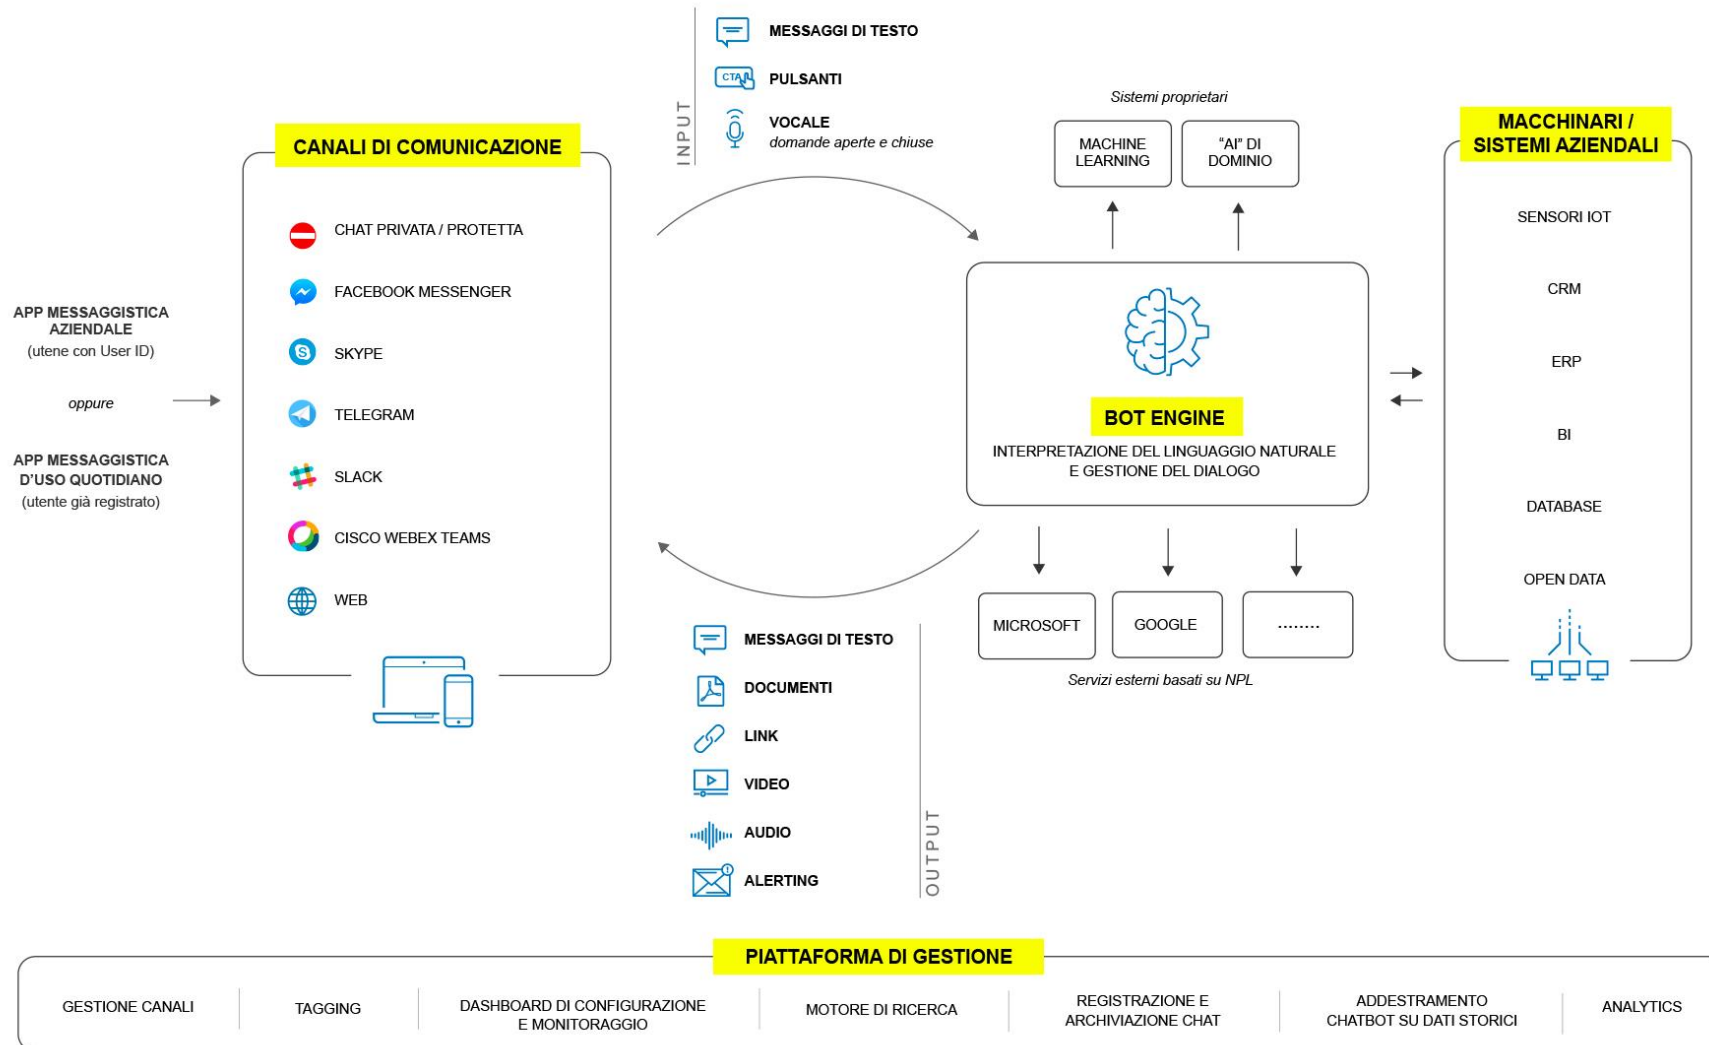 MESSAGGI DI TESTO
CTA
PULSANTI
VOCALE
domande aperte e chiuse
INPUT
CANALI DI COMUNICAZIONE
CHAT PRIVATA / PROTETTA
FACEBOOK MESSENGER
SKYPE
TELEGRAM
SLACK
CISCO WEBEX TEAMS
WEB
APP MESSAGGISTICA
AZIENDALE
(utene con User ID)
oppure
APP MESSAGGISTICA
D'USO QUOTIDIANO
(utente già registrato)
Sistemi proprietari
MACHINE
LEARNING
“AI” DI
DOMINIO
BOT ENGINE
INTERPRETAZIONE DEL LINGUAGGIO NATURALE
E GESTIONE DEL DIALOGO
MICROSOFT
GOOGLE
........
Servizi esterni basati su NPL
MACCHINARI /
SISTEMI AZIENDALI
SENSORI IOT
CRM
ERP
BI
DATABASE
OPEN DATA
MESSAGGI DI TESTO
DOCUMENTI
LINK
VIDEO
AUDIO
ALERTING
OUTPUT
PIATTAFORMA DI GESTIONE
GESTIONE CANALI
TAGGING
DASHBOARD DI CONFIGURAZIONE
E MONITORAGGIO
MOTORE DI RICERCA
REGISTRAZIONE E
ARCHIVIAZIONE CHAT
ADDESTRAMENTO
CHATBOT SU DATI STORICI
ANALYTICS